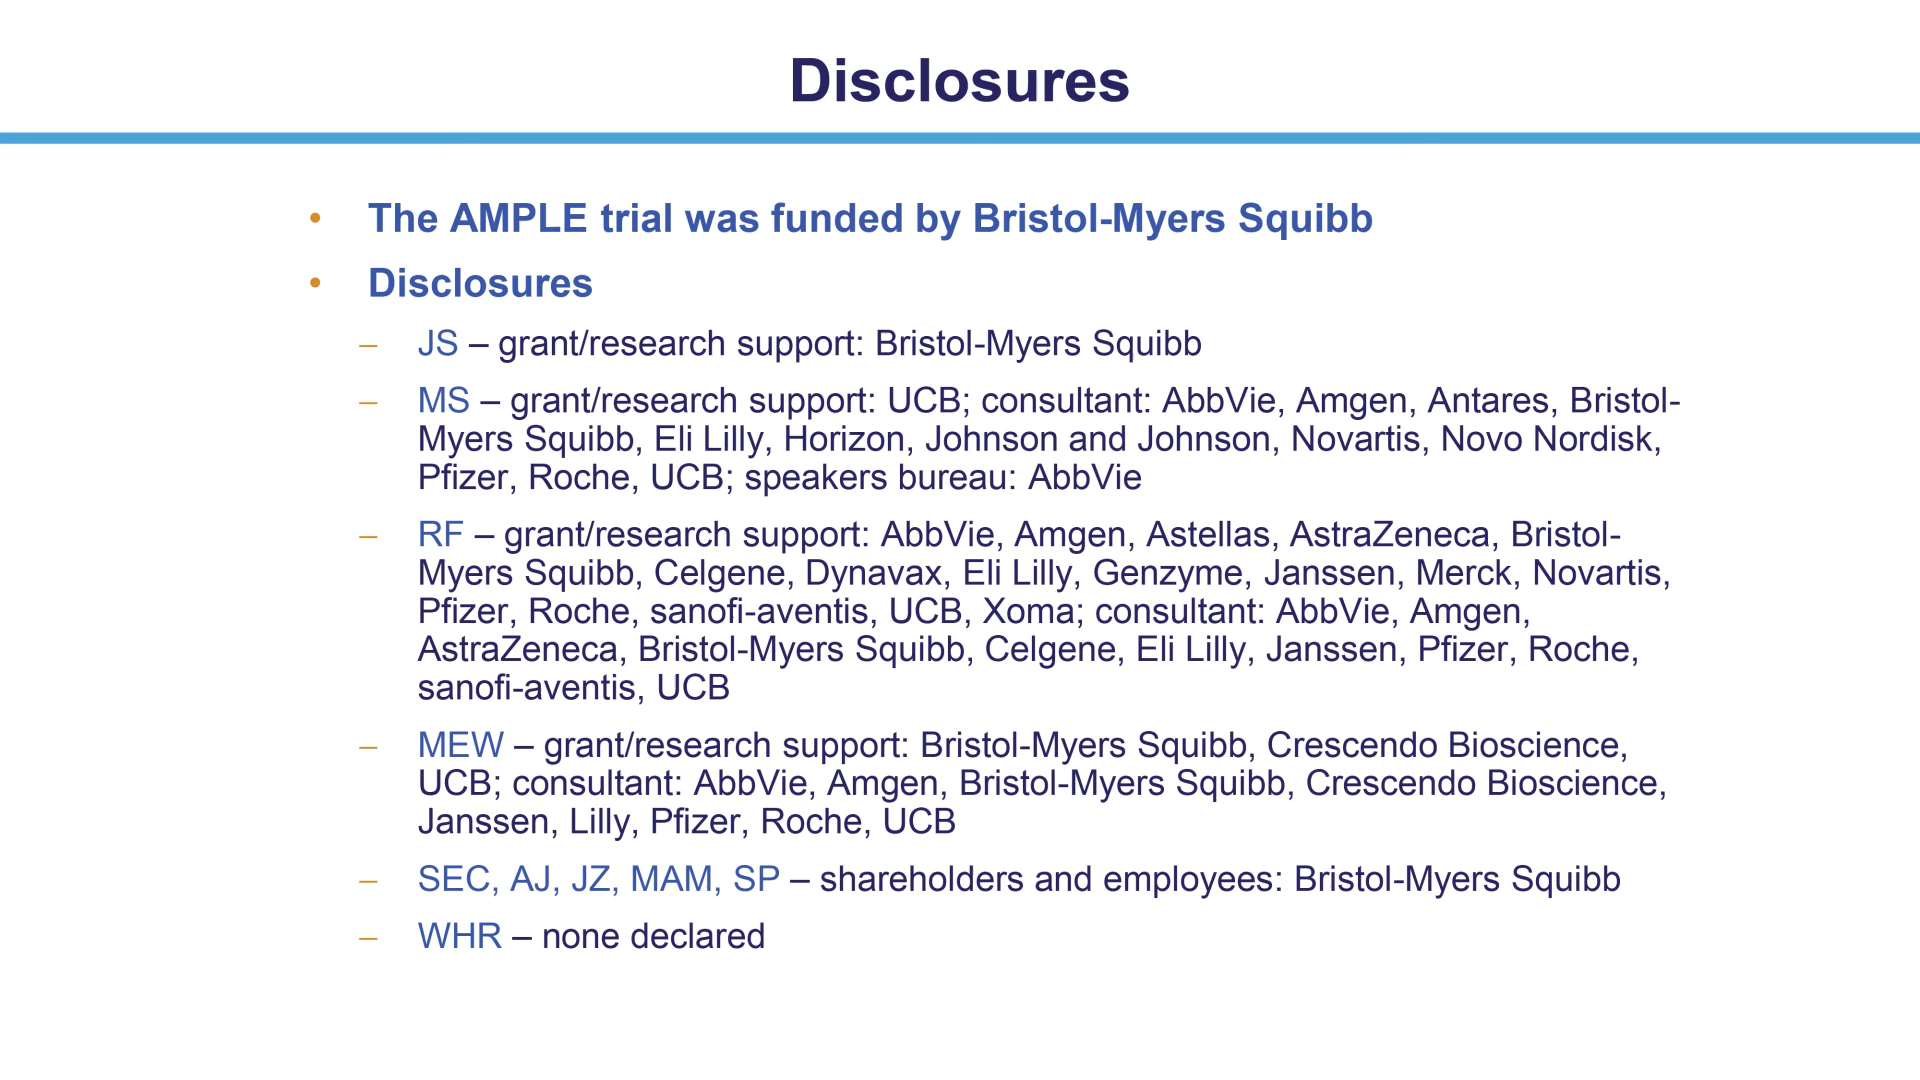 Disclosures
• The AMPLE trial was funded by Bristol-Myers Squibb
• Disclosures
– JS – grant/research support: Bristol-Myers Squibb
– MS – grant/research support: UCB; consultant: AbbVie, Amgen, Antares, Bristol-
Myers Squibb, Eli Lilly, Horizon, Johnson and Johnson, Novartis, Novo Nordisk,
Pfizer, Roche, UCB; speakers bureau: AbbVie
– RF – grant/research support: AbbVie, Amgen, Astellas, AstraZeneca, Bristol-
Myers Squibb, Celgene, Dynavax, Eli Lilly, Genzyme, Janssen, Merck, Novartis,
Pfizer, Roche, sanofi-aventis, UCB, Xoma; consultant: AbbVie, Amgen,
AstraZeneca, Bristol-Myers Squibb, Celgene, Eli Lilly, Janssen, Pfizer, Roche,
sanofi-aventis, UCB
– MEW – grant/research support: Bristol-Myers Squibb, Crescendo Bioscience,
UCB; consultant: AbbVie, Amgen, Bristol-Myers Squibb, Crescendo Bioscience,
Janssen, Lilly, Pfizer, Roche, UCB
– SEC, AJ, JZ, MAM, SP – shareholders and employees: Bristol-Myers Squibb
– WHR – none declared